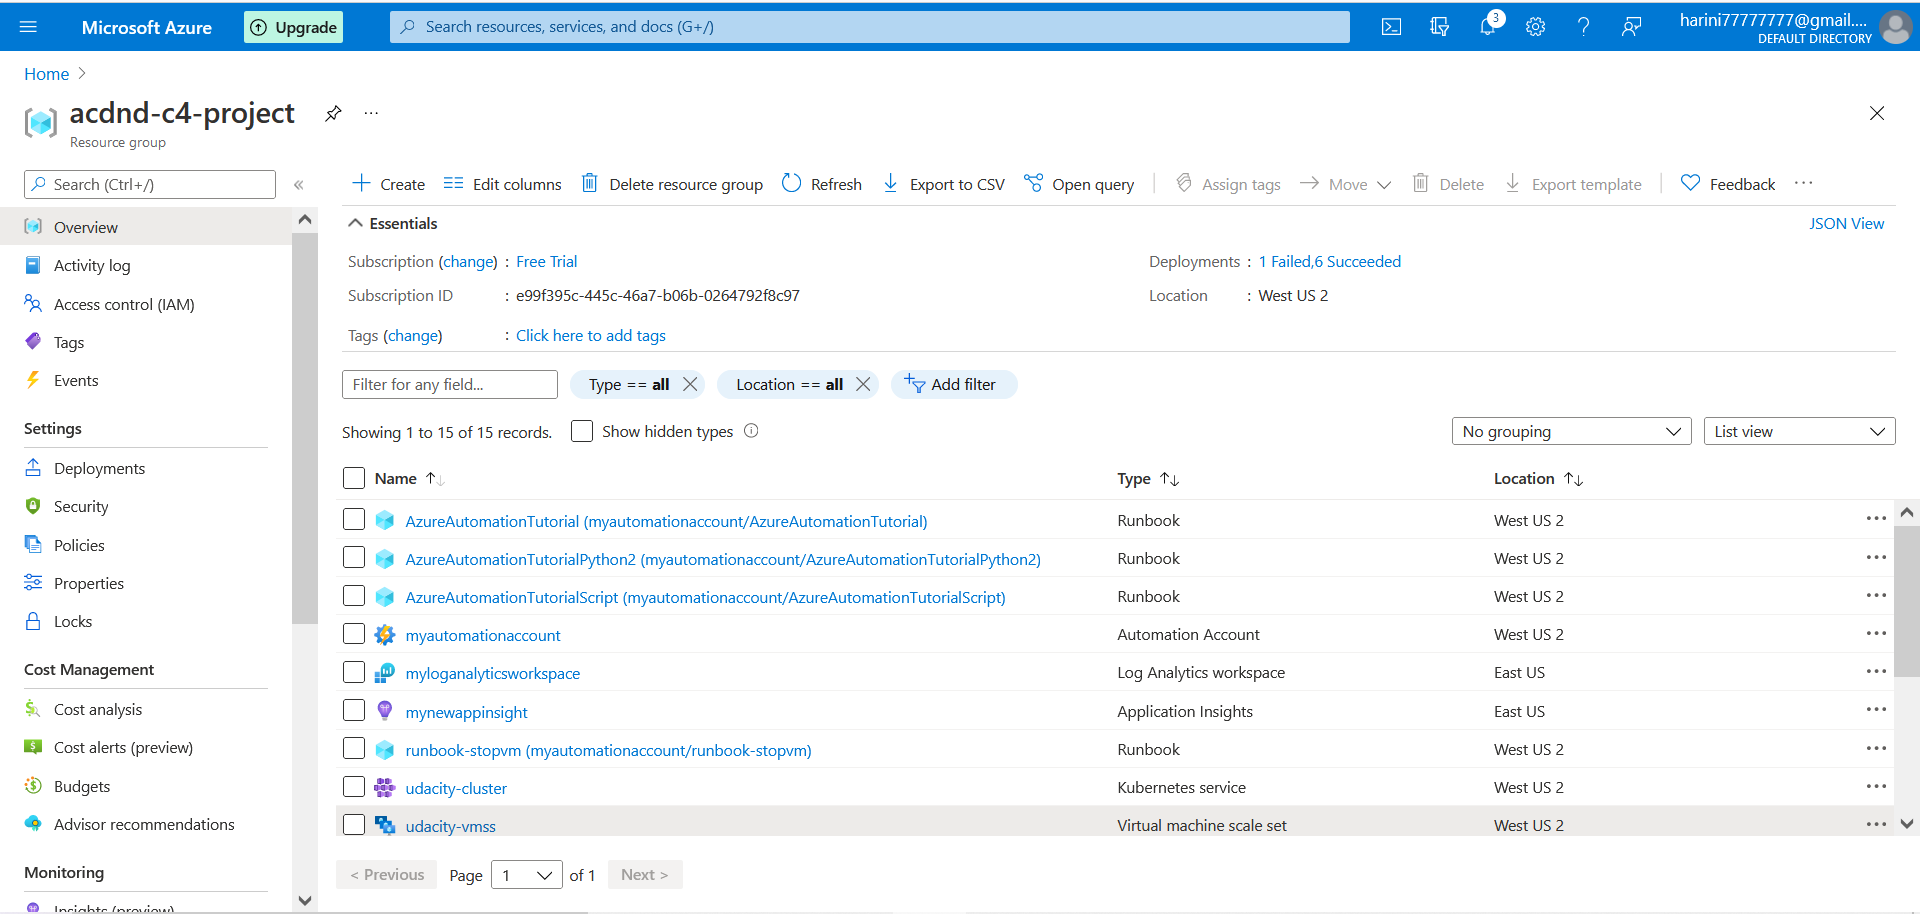 Microsoft Azure
Upgrade
Search resources, services, and docs (G+/)
3
harini77777777@gmail....
DEFAULT DIRECTORY
Home
acdnd-c4-project
Resource group
Search (Ctrl+/)
«
Create
Edit columns
Delete resource group
Refresh
Export to CSV
Open query
Assign tags
Move
Delete
Export template
Feedback
Overview
Activity log
Access control (IAM)
Tags
Events
Settings
Deployments
Security
Policies
Properties
Locks
Cost Management
Cost analysis
Cost alerts (preview)
Budgets
Advisor recommendations
Monitoring
Insights (preview)
Essentials
JSON View
Subscription (change) : Free Trial
Deployments : 1 Failed,6 Succeeded
Subscription ID : e99f395c-445c-46a7-b06b-0264792f8c97
Location : West US 2
Tags (change) : Click here to add tags
Filter for any field...
Type == all
Location == all
Add filter
Showing 1 to 15 of 15 records.
Show hidden types
No grouping
List view
Name Type Location
AzureAutomationTutorial (myautomationaccount/AzureAutomationTutorial) Runbook West US 2
AzureAutomationTutorialPython2 (myautomationaccount/AzureAutomationTutorialPython2) Runbook West US 2
AzureAutomationTutorialScript (myautomationaccount/AzureAutomationTutorialScript) Runbook West US 2
myautomationaccount Automation Account West US 2
myloganalyticsworkspace Log Analytics workspace East US
mynewappinsight Application Insights East US
runbook-stopvm (myautomationaccount/runbook-stopvm) Runbook West US 2
udacity-cluster Kubernetes service West US 2
udacity-vmss Virtual machine scale set West US 2
< Previous Page 1 of 1 Next >